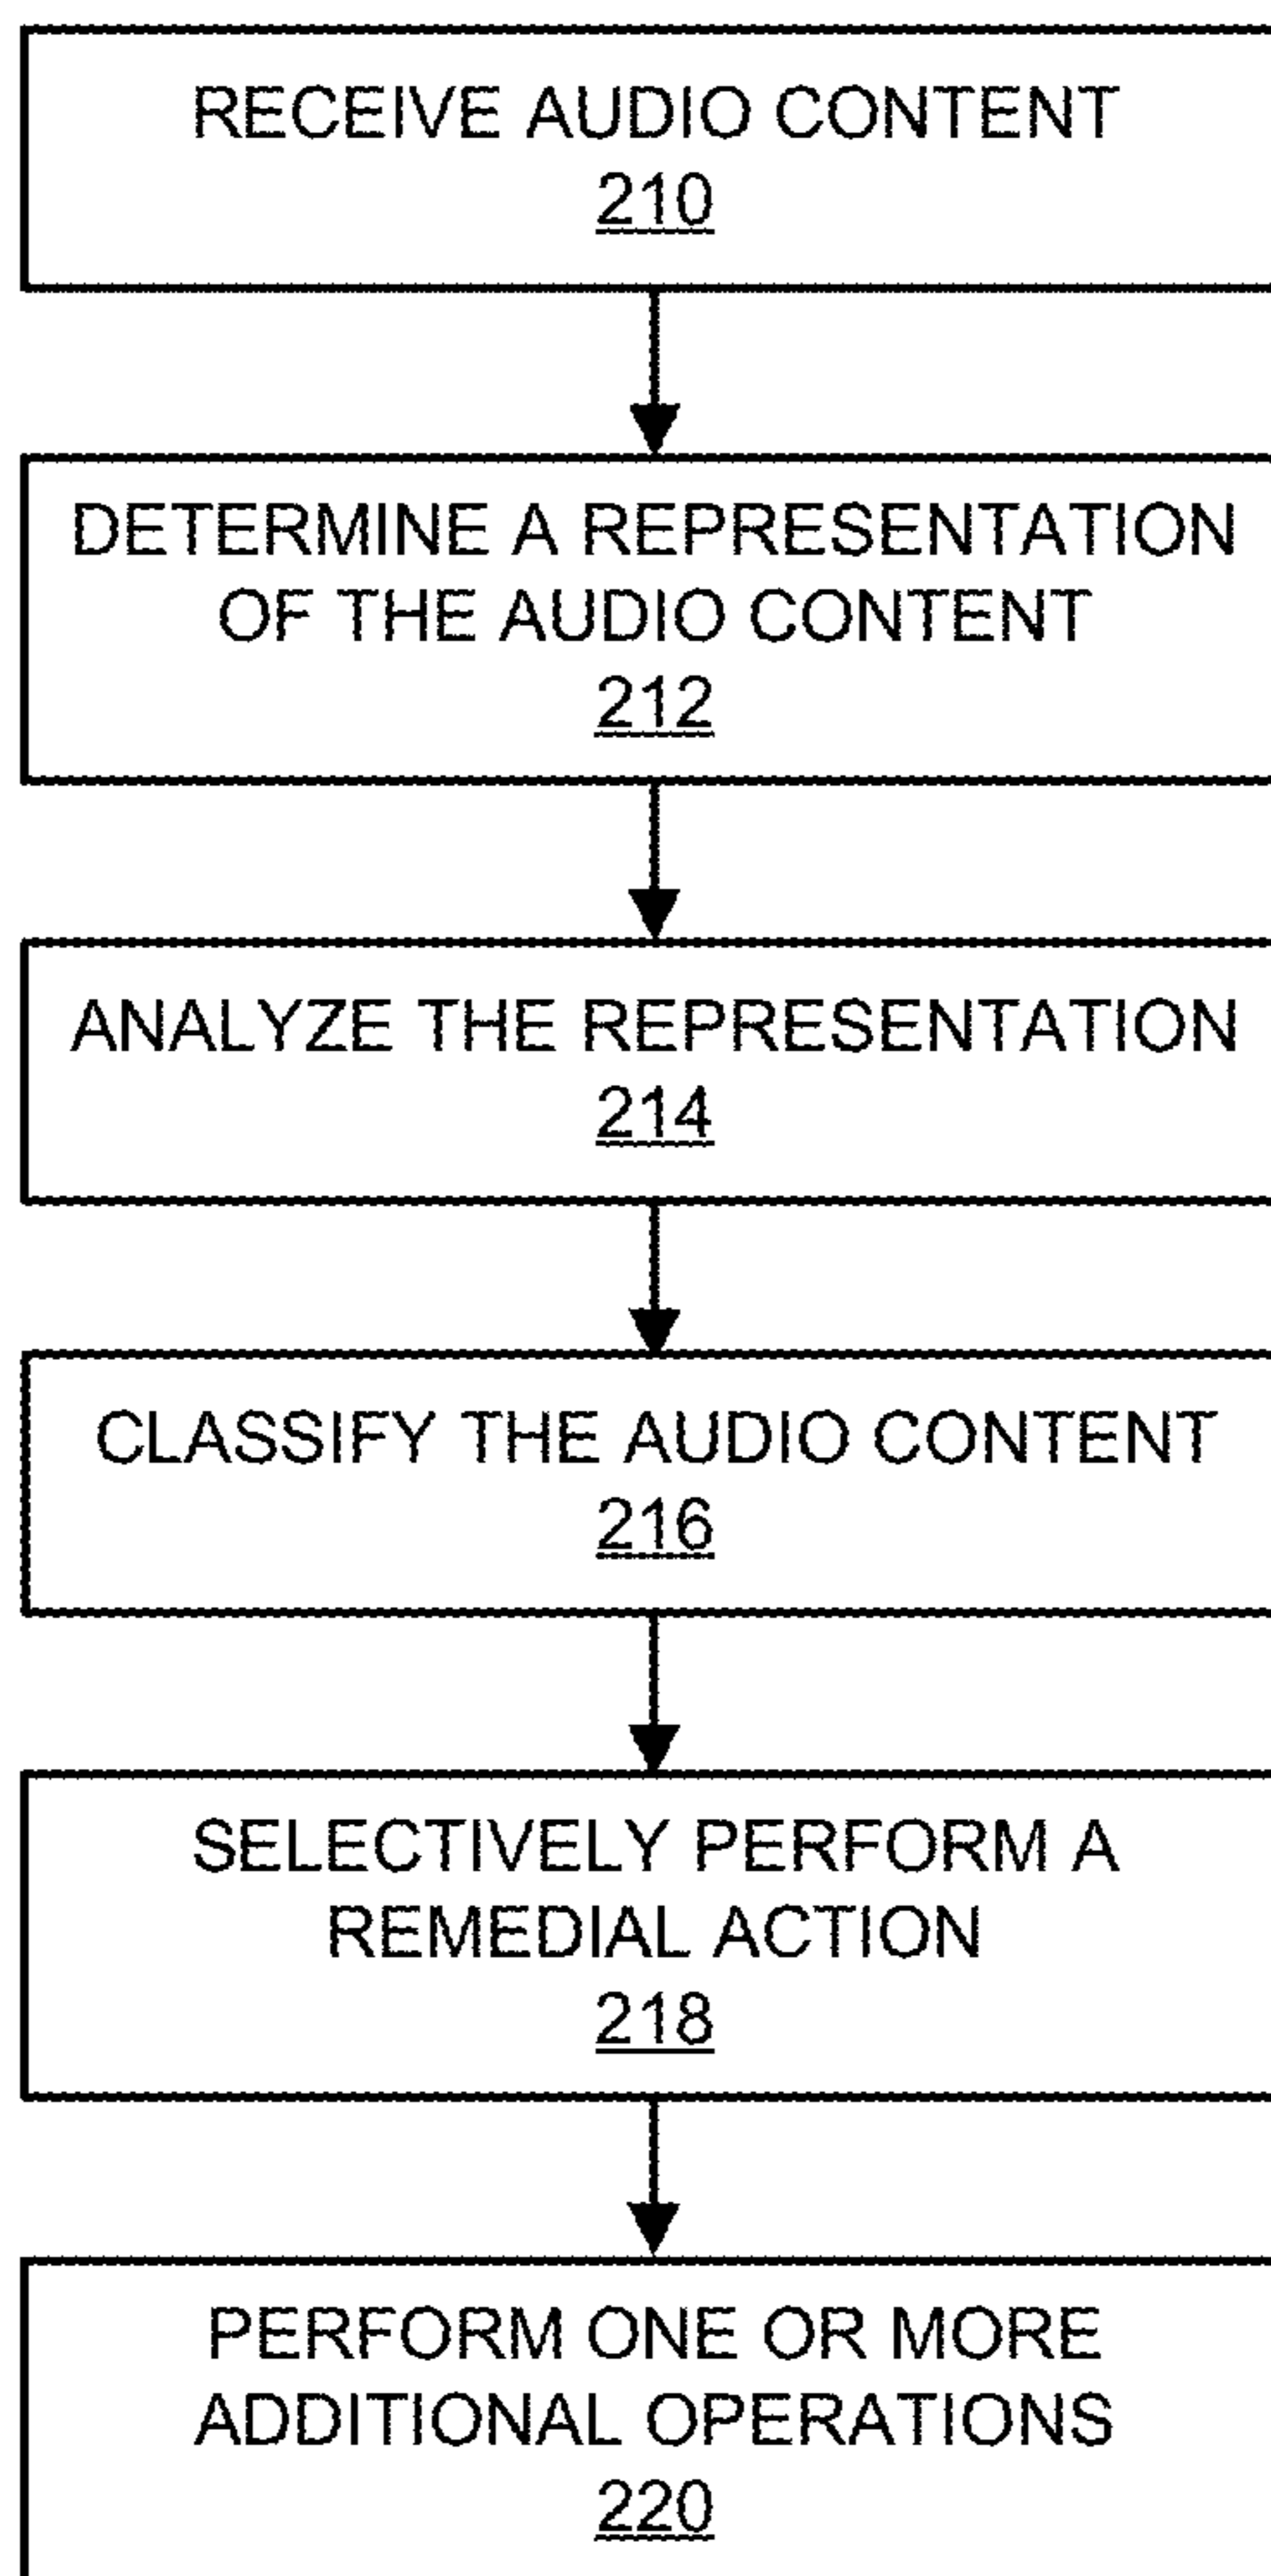 RECEIVE AUDIO CONTENT
210
DETERMINE A REPRESENTATION
OF THE AUDIO CONTENT
212
ANALYZE THE REPRESENTATION
214
CLASSIFY THE AUDIO CONTENT
216
SELECTIVELY PERFORM A
REMEDIAL ACTION
218
PERFORM ONE OR MORE
ADDITIONAL OPERATIONS
220